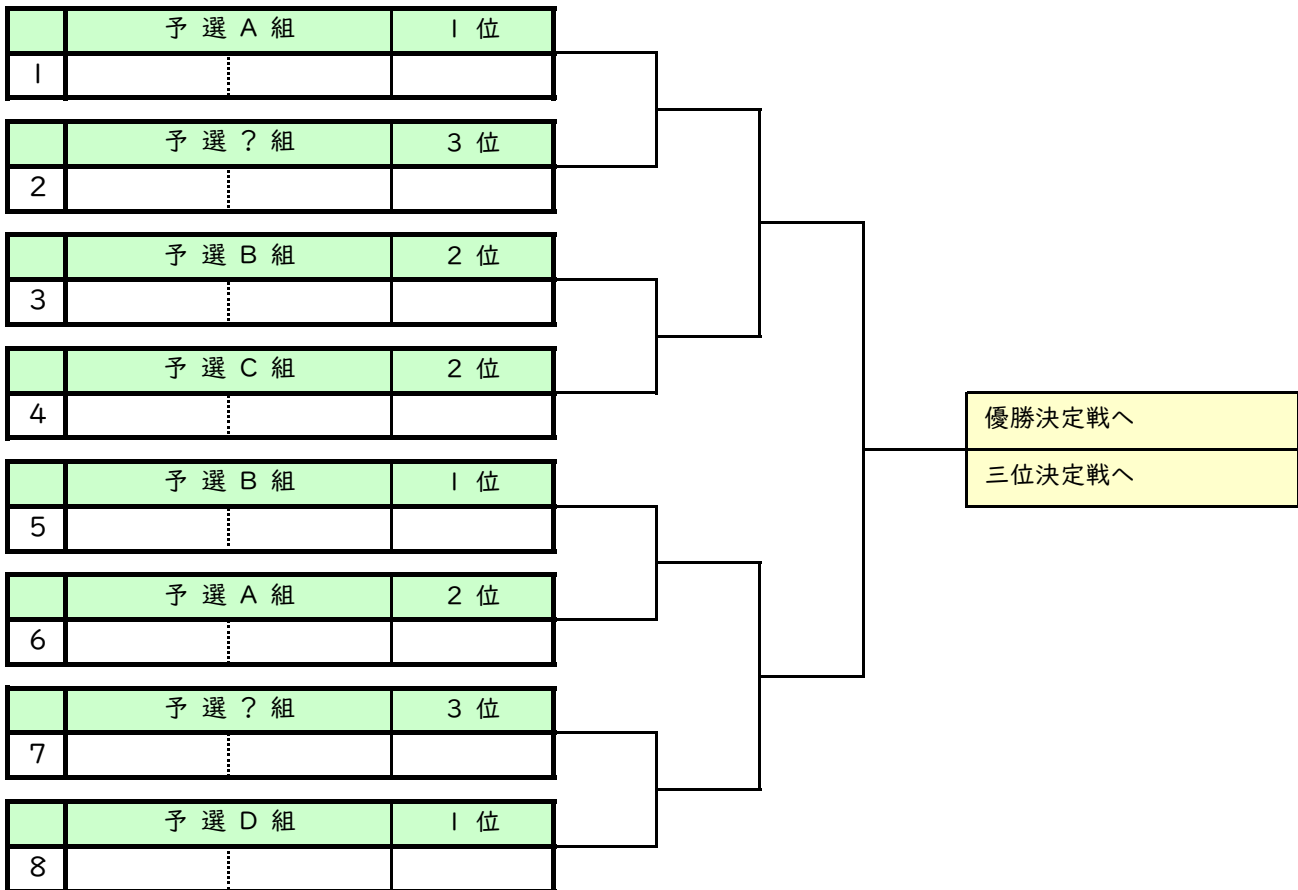 予選A組 1位
1
予選?組 3位
2
予選B組 2位
3
予選C組 2位
4
予選B組 1位
5
予選A組 2位
6
予選?組 3位
7
予選D組 1位
8
優勝決定戦へ
三位決定戦へ